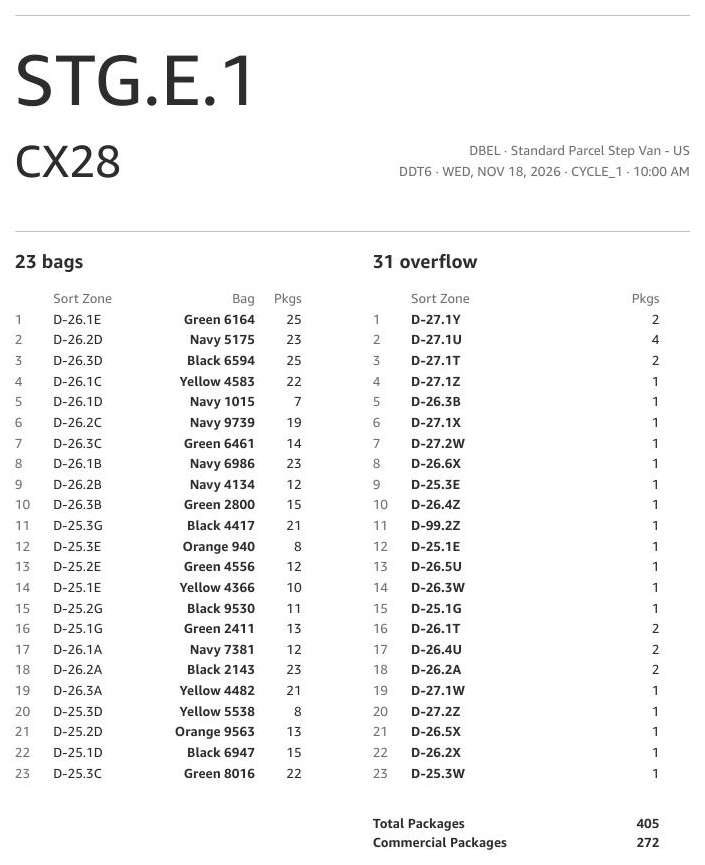 STG.E.1
CX28
DBEL · Standard Parcel Step Van - US
DDT6 · WED, NOV 18, 2026 · CYCLE_1 · 10:00 AM
23 bags
Sort Zone Bag Pkgs
1 D-26.1E Green 6164 25
2 D-26.2D Navy 5175 23
3 D-26.3D Black 6594 25
4 D-26.1C Yellow 4583 22
5 D-26.1D Navy 1015 7
6 D-26.2C Navy 9739 19
7 D-26.3C Green 6461 14
8 D-26.1B Navy 6986 23
9 D-26.2B Navy 4134 12
10 D-26.3B Green 2800 15
11 D-25.3G Black 4417 21
12 D-25.3E Orange 940 8
13 D-25.2E Green 4556 12
14 D-25.1E Yellow 4366 10
15 D-25.2G Black 9530 11
16 D-25.1G Green 2411 13
17 D-26.1A Navy 7381 12
18 D-26.2A Black 2143 23
19 D-26.3A Yellow 4482 21
20 D-25.3D Yellow 5538 8
21 D-25.2D Orange 9563 13
22 D-25.1D Black 6947 15
23 D-25.3C Green 8016 22
31 overflow
Sort Zone Pkgs
1 D-27.1Y 2
2 D-27.1U 4
3 D-27.1T 2
4 D-27.1Z 1
5 D-26.3B 1
6 D-27.1X 1
7 D-27.2W 1
8 D-26.6X 1
9 D-25.3E 1
10 D-26.4Z 1
11 D-99.2Z 1
12 D-25.1E 1
13 D-26.5U 1
14 D-26.3W 1
15 D-25.1G 1
16 D-26.1T 2
17 D-26.4U 2
18 D-26.2A 2
19 D-27.1W 1
20 D-27.2Z 1
21 D-26.5X 1
22 D-26.2X 1
23 D-25.3W 1
Total Packages 405
Commercial Packages 272